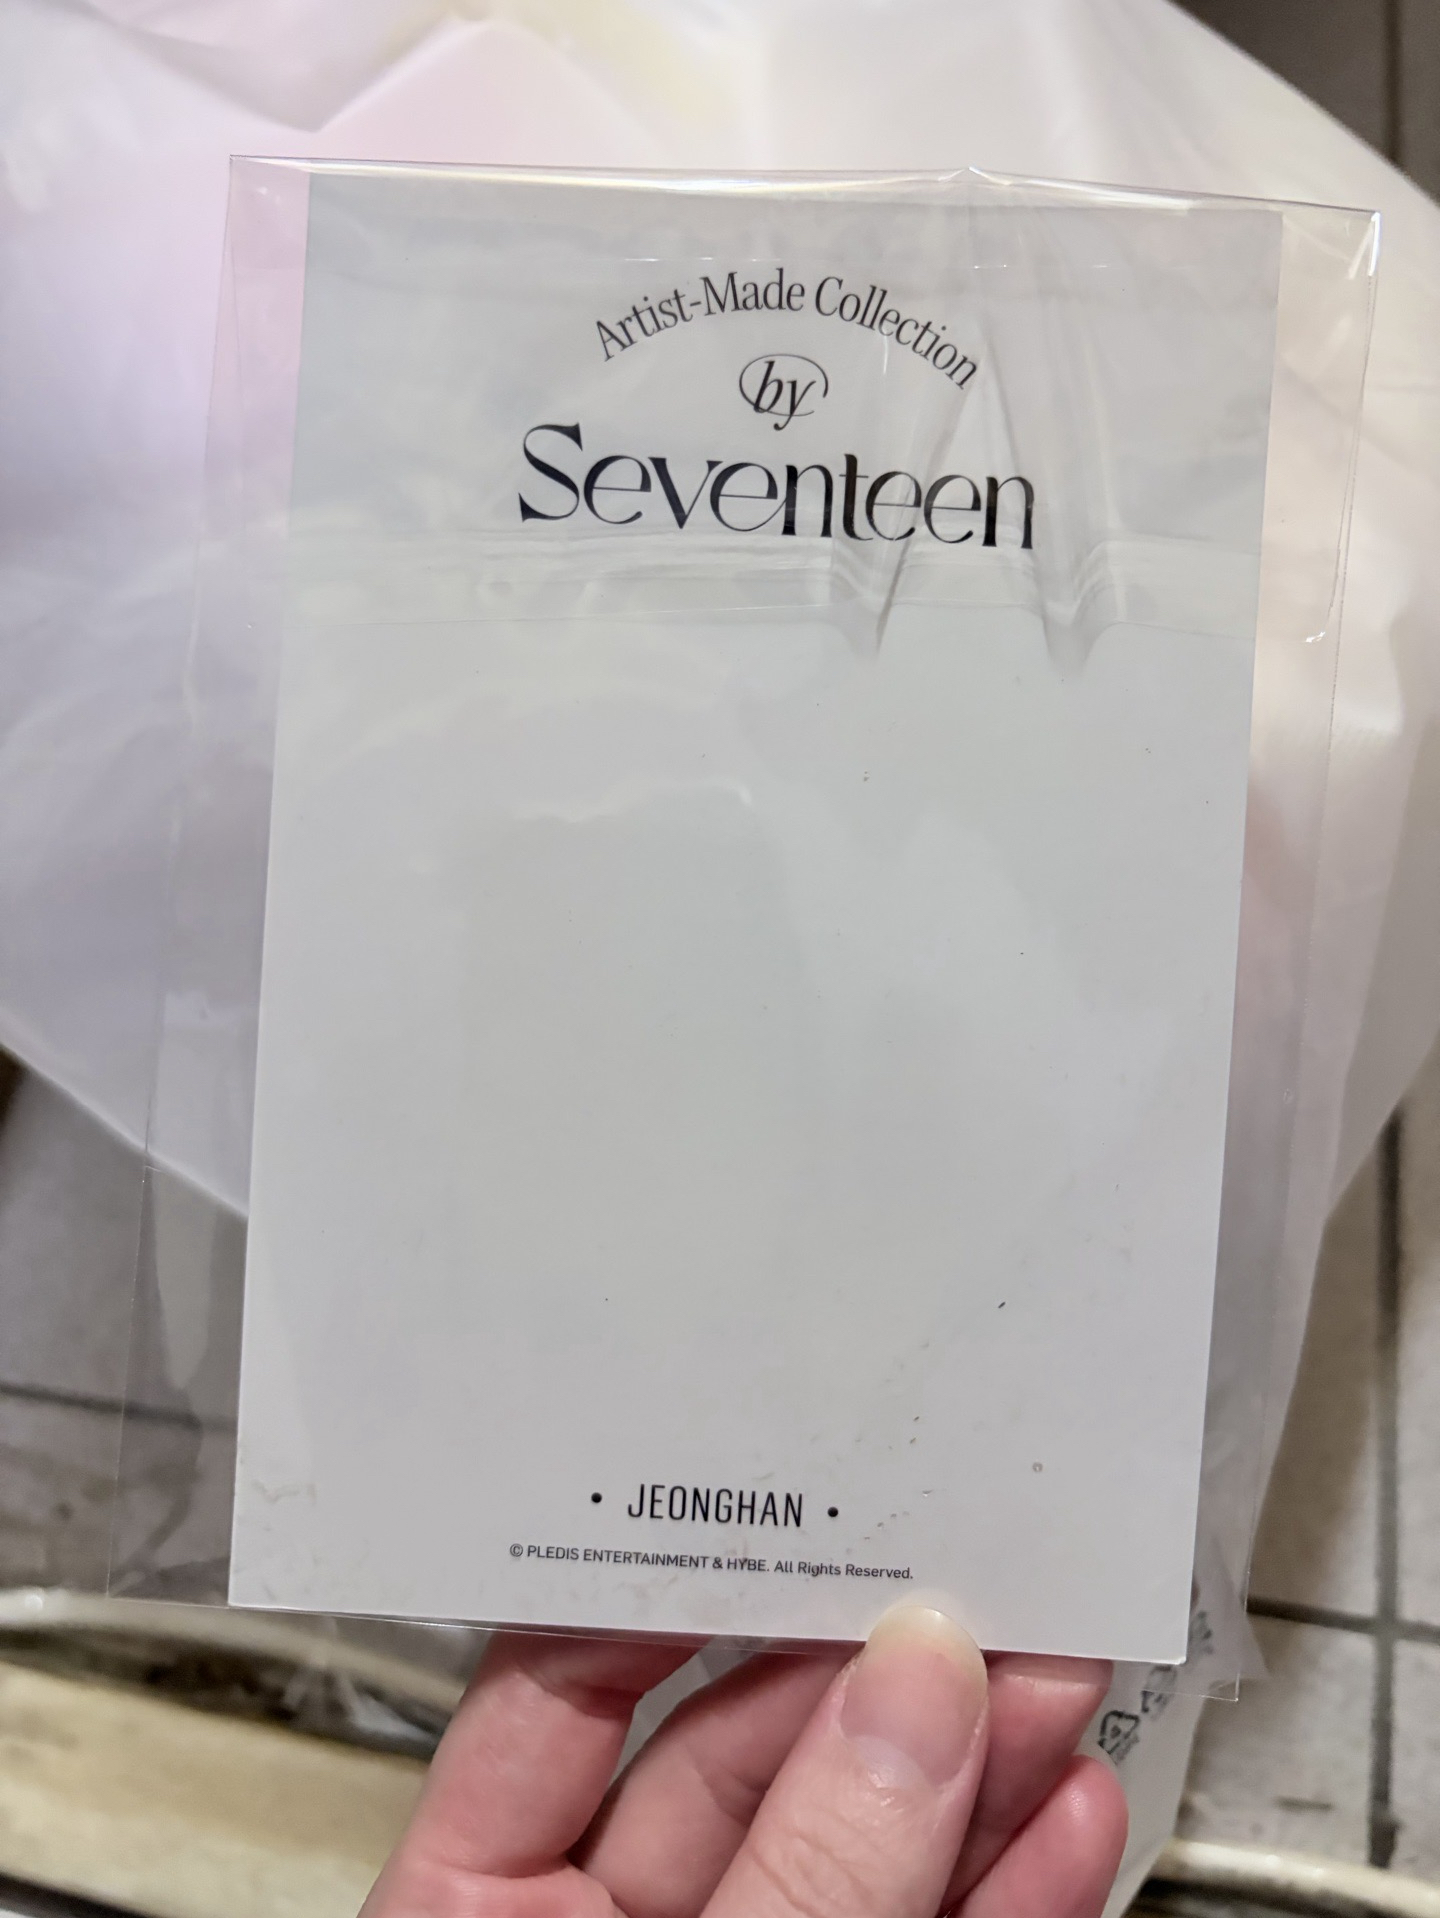 Artist-Made Collection
by
Seventeen
• JEONGHAN •
© PLEDIS ENTERTAINMENT & HYBE. All Rights Reserved.